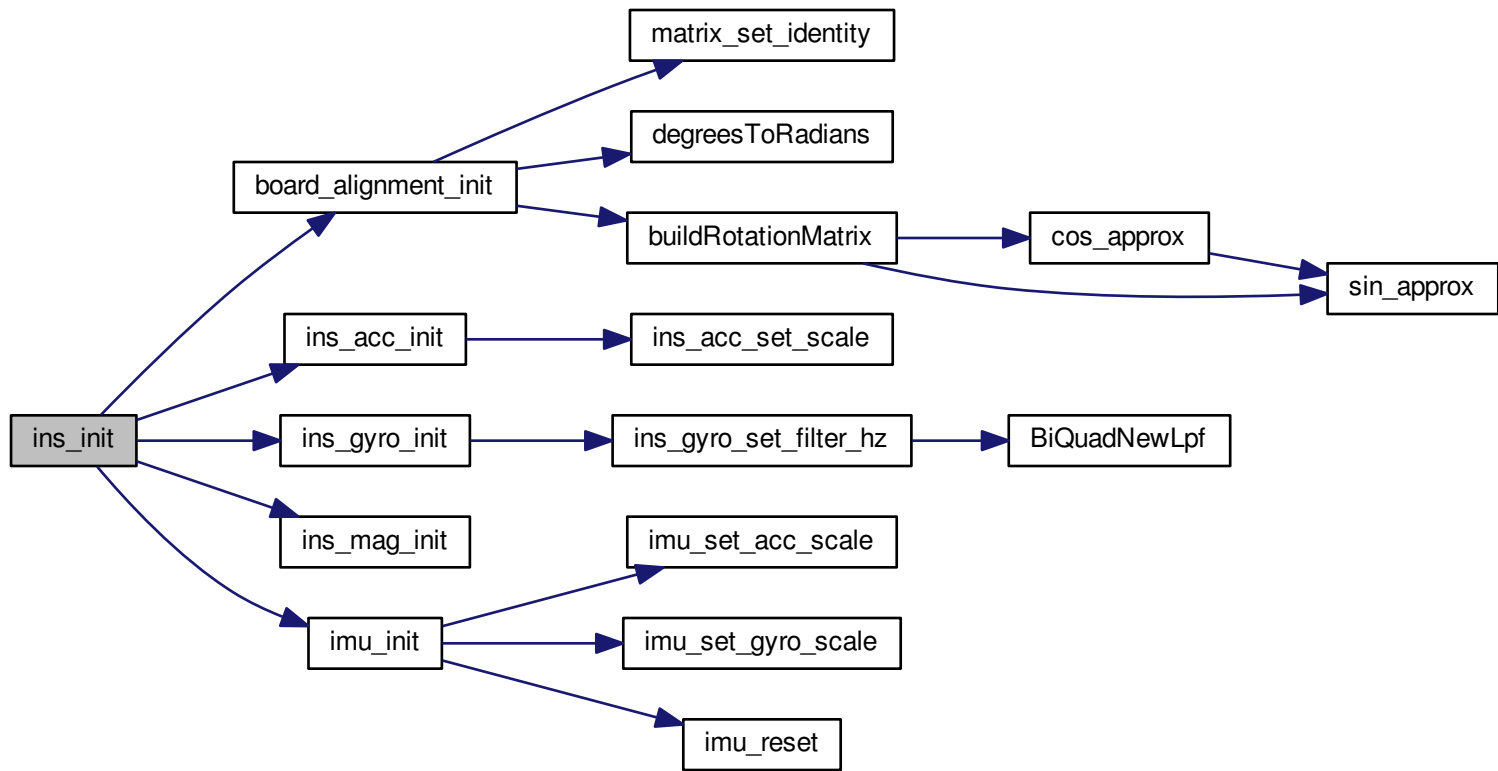 matrix_set_identity
degreesToRadians
board_alignment_init
buildRotationMatrix
cos_approx
sin_approx
ins_acc_init
ins_acc_set_scale
ins_init
ins_gyro_init
ins_gyro_set_filter_hz
BiQuadNewLpf
ins_mag_init
imu_set_acc_scale
imu_init
imu_set_gyro_scale
imu_reset